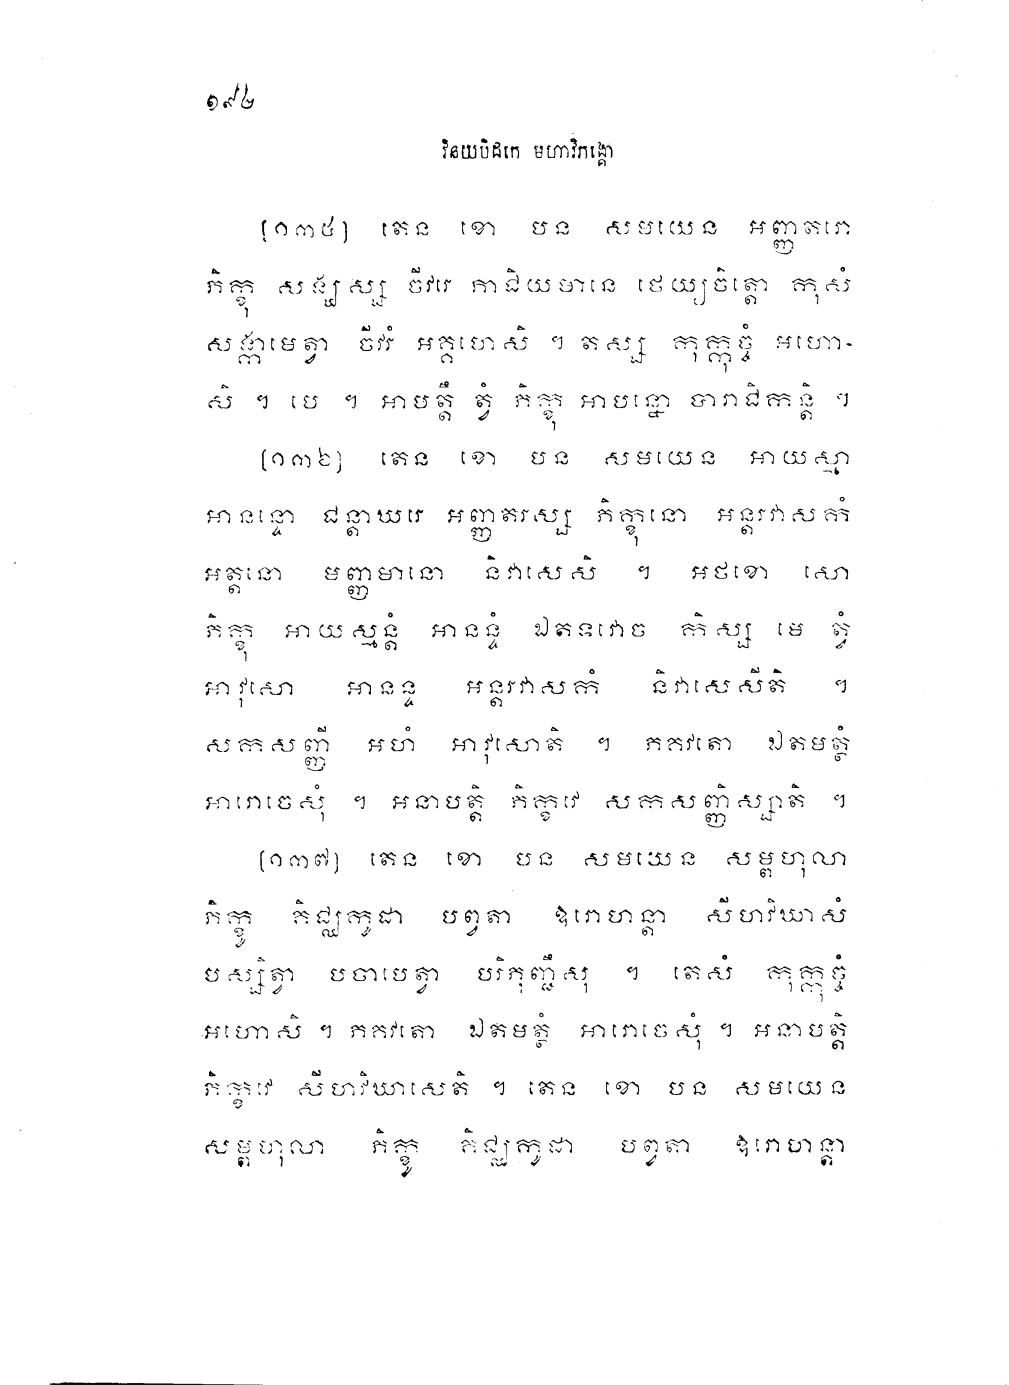 ១៩៤
វិនយបិដកេ មហាវិភង្គោ
[១៣៥] តេន ខោ បន សមយេន អញ្ញតរោ
ភិក្ខុ សង្ឃស្ស ចីវរេ ភាជិយមានេ ថេយ្យចិត្តោ កុសំ
សង្កាមេត្វា ចីវរំ អគ្គហេសិ ។ តស្ស កុក្កុច្ចំ អហោ-
សិ ។ បេ ។ អាបត្តឹ ត្វំ ភិក្ខុ អាបន្នោ បារាជិកន្តិ ។
[១៣៦] តេន ខោ បន សមយេន អាយស្មា
អានន្ទោ ជន្តាឃរេ អញ្ញតរស្ស ភិក្ខុនោ អន្តរវាសកំ
អត្តនោ មញ្ញមានោ និវាសេសិ ។ អថខោ សោ
ភិក្ខុ អាយស្មន្តំ អានន្ទំ ឯតទវោច កិស្ស មេ ត្វំ
អាវុសោ អានន្ទ អន្តរវាសកំ និវាសេសីតិ ។
សកសញ្ញី អហំ អាវុសោតិ ។ ភគវតោ ឯតមត្ថំ
អារោចេសុំ ។ អនាបត្តិ ភិក្ខវេ សកសញ្ញិស្សាតិ ។
[១៣៧] តេន ខោ បន សមយេន សម្ពហុលា
ភិក្ខូ គិជ្ឈកូដា បព្វតា ឱរោហន្តា សីហវិឃាសំ
បស្សិត្វា បចាបេត្វា បរិភុញ្ជឹសុ ។ តេសំ កុក្កុច្ចំ
អហោសិ ។ ភគវតោ ឯតមត្ថំ អារោចេសុំ ។ អនាបត្តិ
ភិក្ខវេ សីហវិឃាសេតិ ។ តេន ខោ បន សមយេន
សម្ពហុលា ភិក្ខូ គិជ្ឈកូដា បព្វតា ឱរោហន្តា